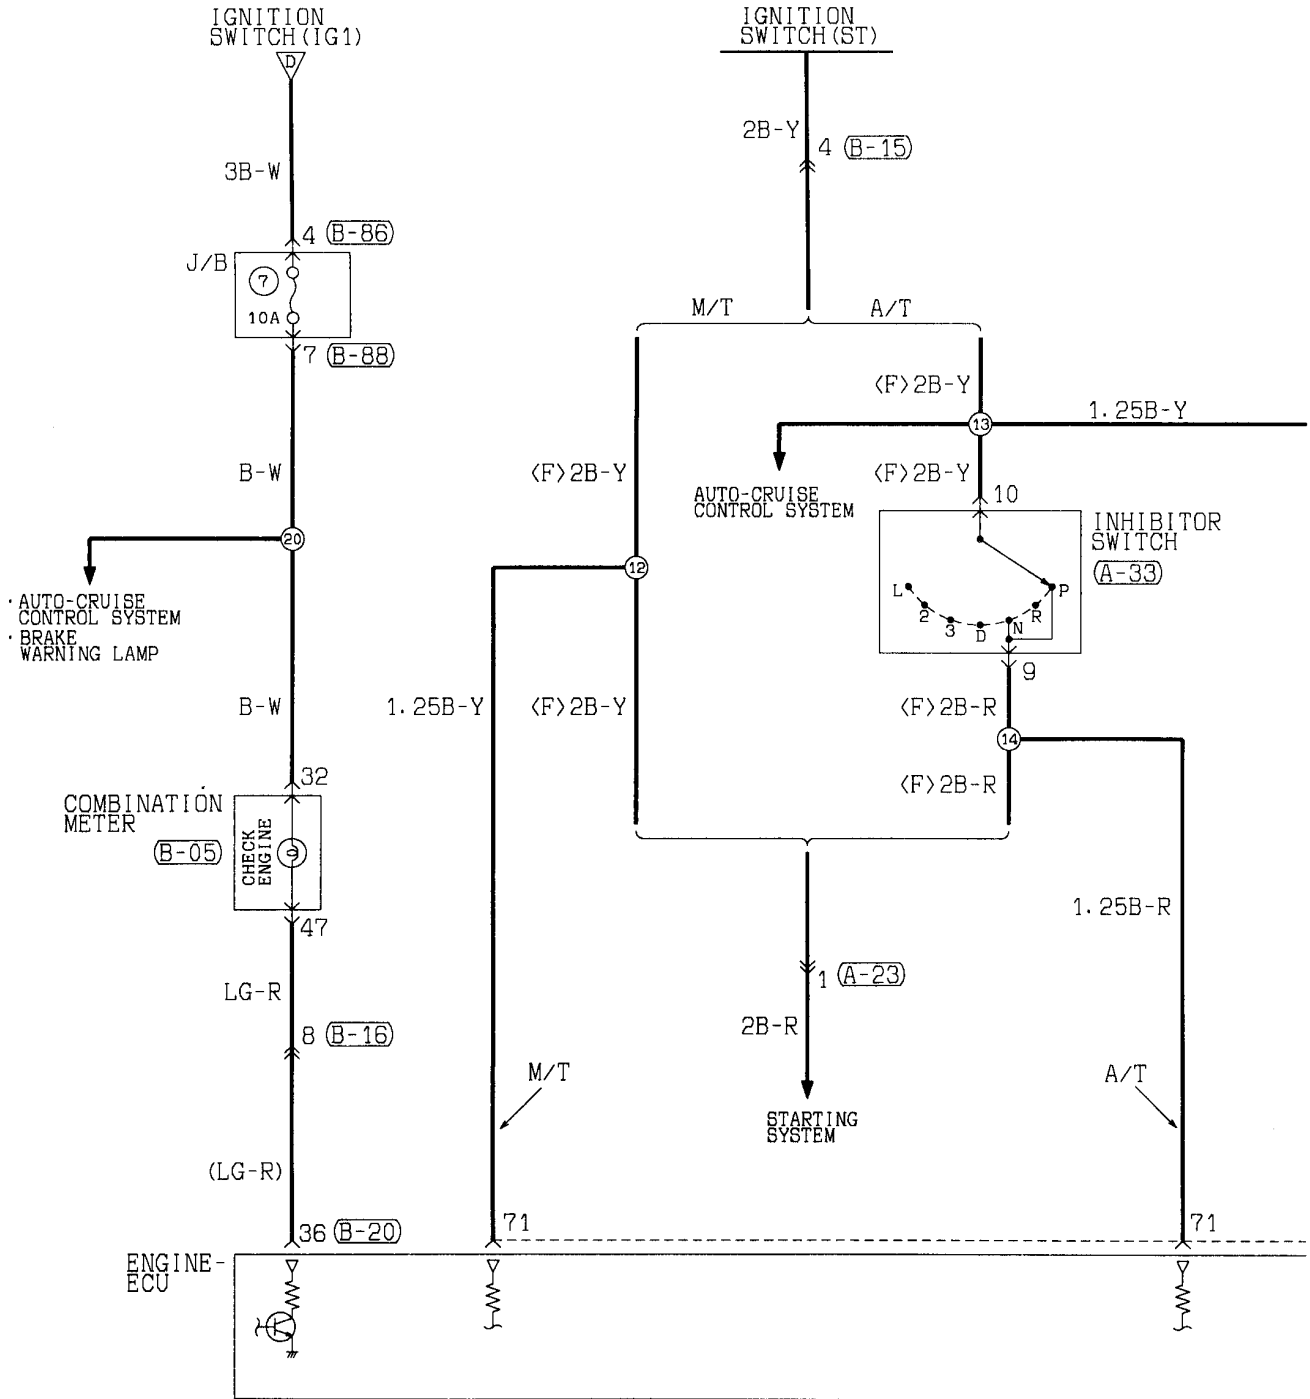 IGNITION
SWITCH(IG1)
D
3B-W
4 (B-86)
J/B
7
10A
7 (B-88)
B-W
20
· AUTO-CRUISE
CONTROL SYSTEM
· BRAKE
WARNING LAMP
B-W
32
COMBINATION
METER
(B-05)
CHECK
ENGINE
47
LG-R
8 (B-16)
(LG-R)
36 (B-20)
ENGINE-
ECU
IGNITION
SWITCH(ST)
2B-Y
4 (B-15)
M/T
A/T
<F>2B-Y
13
1.25B-Y
<F>2B-Y
<F>2B-Y
AUTO-CRUISE
CONTROL SYSTEM
10
INHIBITOR
SWITCH
(A-33)
L
2
3
D
N
R
P
12
9
1.25B-Y
<F>2B-Y
<F>2B-R
14
<F>2B-R
1.25B-R
1 (A-23)
2B-R
M/T
A/T
STARTING
SYSTEM
71
71